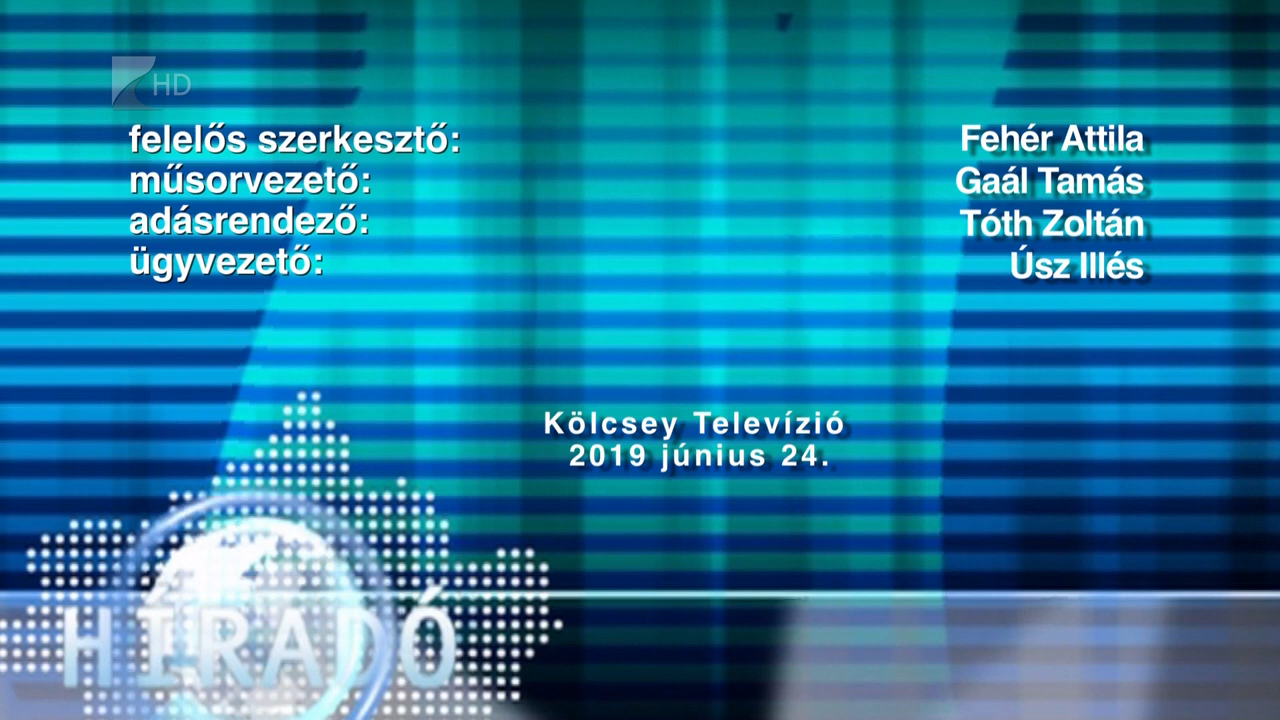 HD
felelős szerkesztő: Fehér Attila
műsorvezető: Gaál Tamás
adásrendező: Tóth Zoltán
ügyvezető: Úsz Illés
Kölcsey Televízió
2019 június 24.
HÍRADÓ